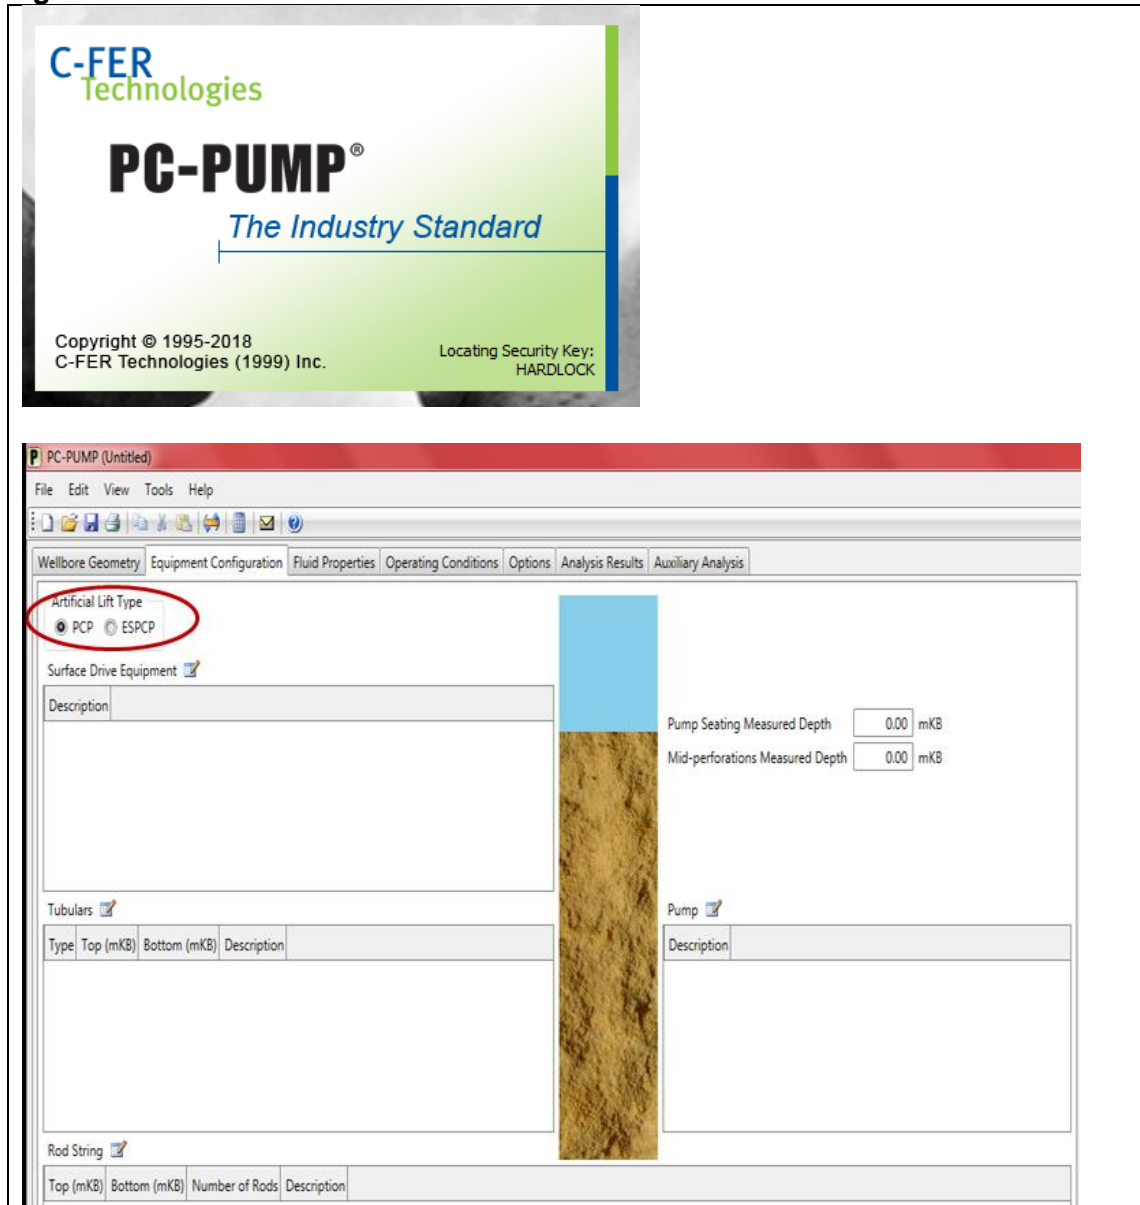 C-FER
Technologies
PC-PUMP®
The Industry Standard
Copyright © 1995-2018
C-FER Technologies (1999) Inc.
Locating Security Key:
HARDLOCK
P PC-PUMP (Untitled)
File Edit View Tools Help
Wellbore Geometry Equipment Configuration Fluid Properties Operating Conditions Options Analysis Results Auxiliary Analysis
Artificial Lift Type
PCP ESPCP
Surface Drive Equipment
Description
Pump Seating Measured Depth 0.00 mKB
Mid-perforations Measured Depth 0.00 mKB
Tubulars
Type Top (mKB) Bottom (mKB) Description
Pump
Description
Rod String
Top (mKB) Bottom (mKB) Number of Rods Description